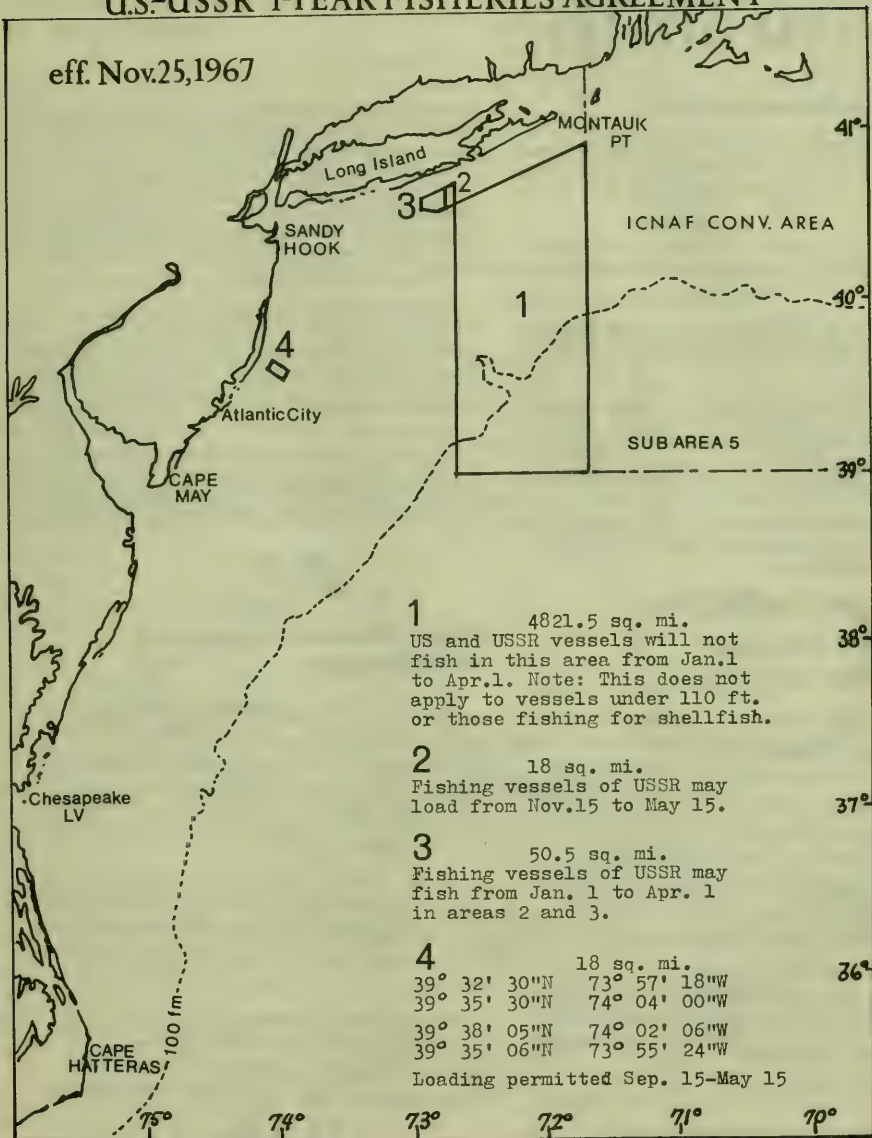 U.S.-USSR 1-YEAR FISHERIES AGREEMENT
eff. Nov.25,1967
MONTAUK
PT
41°
Long Island
2
3
SANDY
HOOK
ICNAF CONV. AREA
40°
1
4
Atlantic City
SUB AREA 5
39°
CAPE
MAY
1 4821.5 sq. mi.
US and USSR vessels will not
fish in this area from Jan.1
to Apr.1. Note: This does not
apply to vessels under 110 ft.
or those fishing for shellfish.
38°
2 18 sq. mi.
Fishing vessels of USSR may
load from Nov.15 to May 15.
Chesapeake
LV
37°
3 50.5 sq. mi.
Fishing vessels of USSR may
fish from Jan. 1 to Apr. 1
in areas 2 and 3.
4 18 sq. mi.
36°
39° 32' 30"N 73° 57' 18"W
39° 35' 30"N 74° 04' 00"W
39° 38' 05"N 74° 02' 06"W
39° 35' 06"N 73° 55' 24"W
Loading permitted Sep. 15-May 15
100 fm
CAPE
HATTERAS
75° 74° 73° 72° 71° 70°